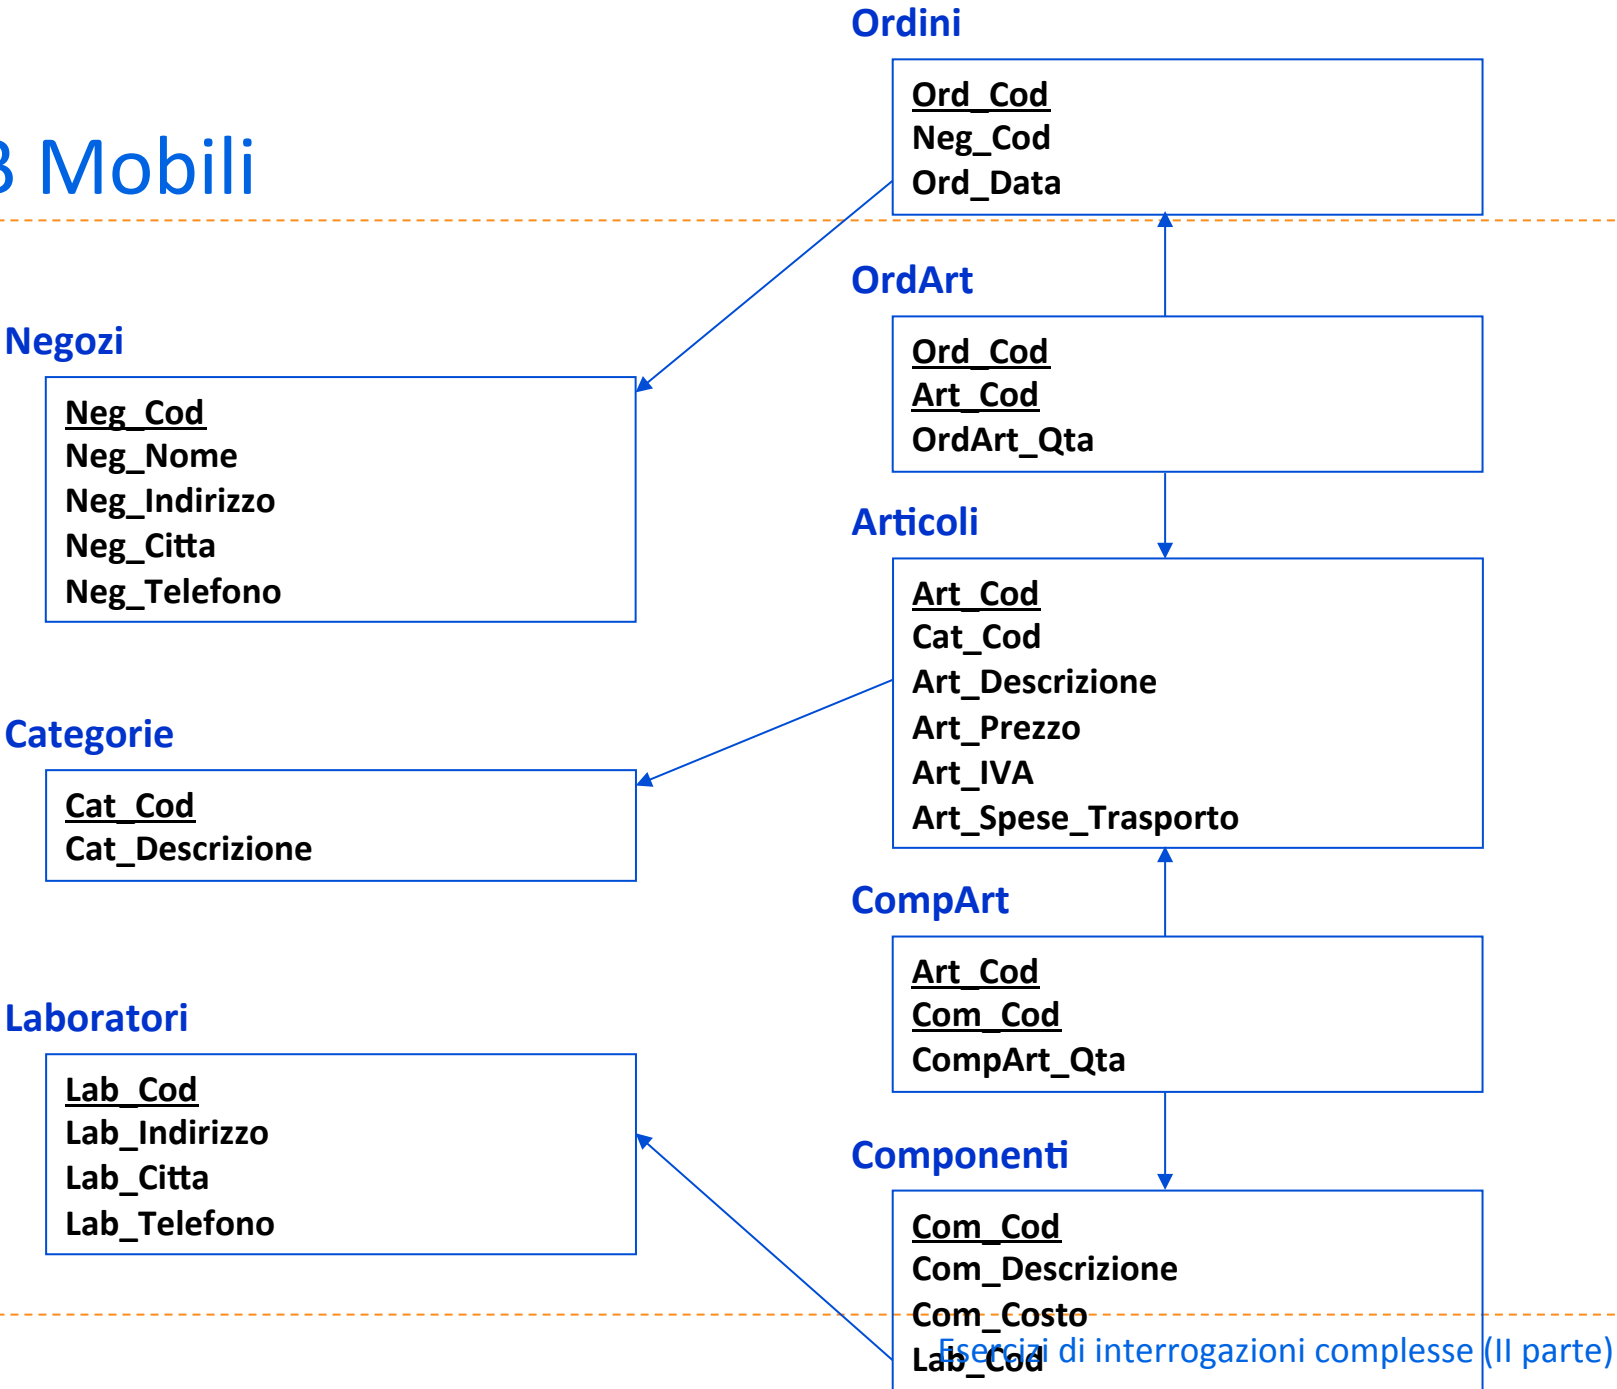 B Mobili
Ordini
Ord_Cod
Neg_Cod
Ord_Data
OrdArt
Ord_Cod
Art_Cod
OrdArt_Qta
Negozi
Neg_Cod
Neg_Nome
Neg_Indirizzo
Neg_Citta
Neg_Telefono
Articoli
Art_Cod
Cat_Cod
Art_Descrizione
Art_Prezzo
Art_IVA
Art_Spese_Trasporto
Categorie
Cat_Cod
Cat_Descrizione
CompArt
Art_Cod
Com_Cod
CompArt_Qta
Laboratori
Lab_Cod
Lab_Indirizzo
Lab_Citta
Lab_Telefono
Componenti
Com_Cod
Com_Descrizione
Com_Costo
Lab_Cod
Esercizi di interrogazioni complesse (II parte)